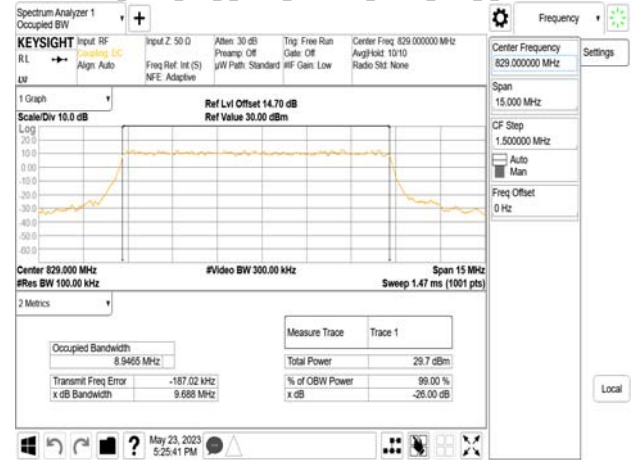 Spectrum Analyzer 1
Occupied BW
Frequency
KEYSIGHT
Input: RF
Coupling: DC
Align: Auto
Input Z: 50 Ω
Freq Ref: Int (S)
NFE: Adaptive
Atten: 30 dB
Preamp: Off
µW Path: Standard
Trig: Free Run
Gate: Off
#IF Gain: Low
Center Freq: 829.000000 MHz
Avg|Hold: 10/10
Radio Std: None
RL
Center Frequency
829.000000 MHz
Settings
Span
15.000 MHz
CF Step
1.500000 MHz
Auto
Man
Freq Offset
0 Hz
Local
1 Graph
Scale/Div 10.0 dB
Ref Lvl Offset 14.70 dB
Ref Value 30.00 dBm
Log
20.0
10.0
0.00
-10.0
-20.0
-30.0
-40.0
-50.0
-60.0
Center 829.000 MHz
#Res BW 100.00 kHz
#Video BW 300.00 kHz
Span 15 MHz
Sweep 1.47 ms (1001 pts)
2 Metrics
Measure Trace Trace 1
Occupied Bandwidth
8.9465 MHz
Total Power 29.7 dBm
Transmit Freq Error -187.02 kHz
% of OBW Power 99.00 %
x dB Bandwidth 9.688 MHz
x dB -26.00 dB
May 23, 2023
5:25:41 PM